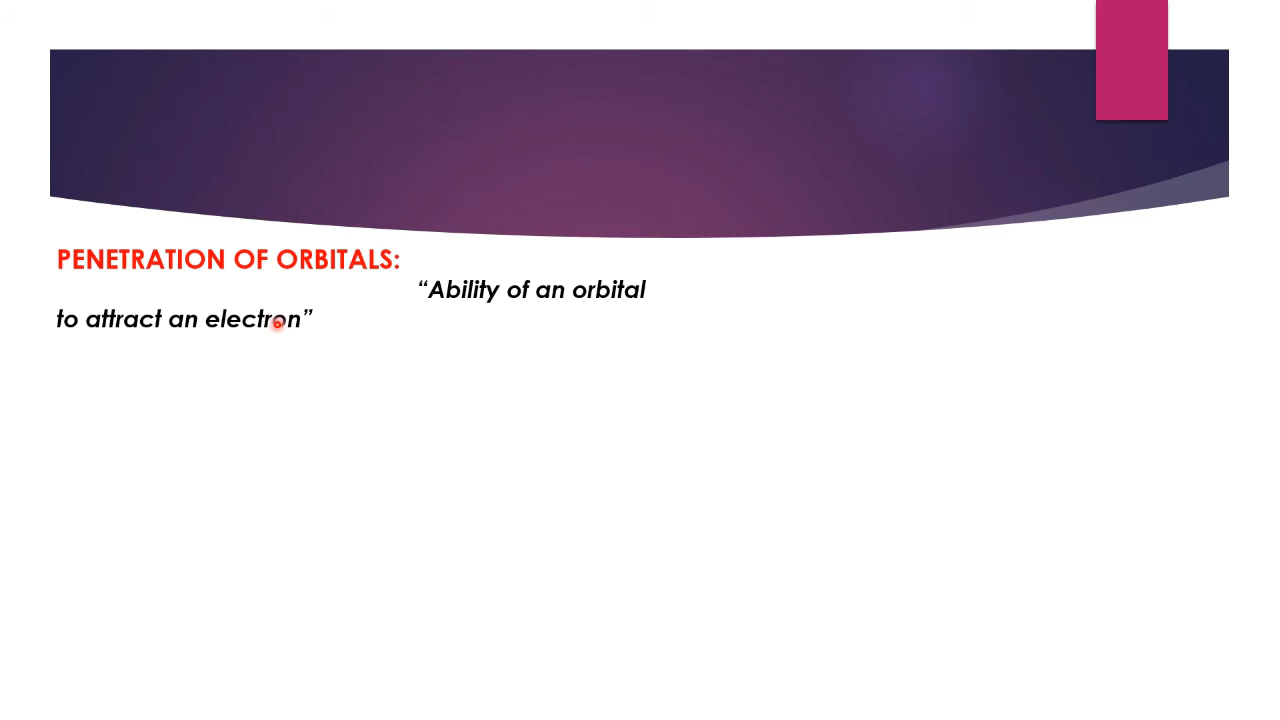 PENETRATION OF ORBITALS:
“Ability of an orbital
to attract an electron”